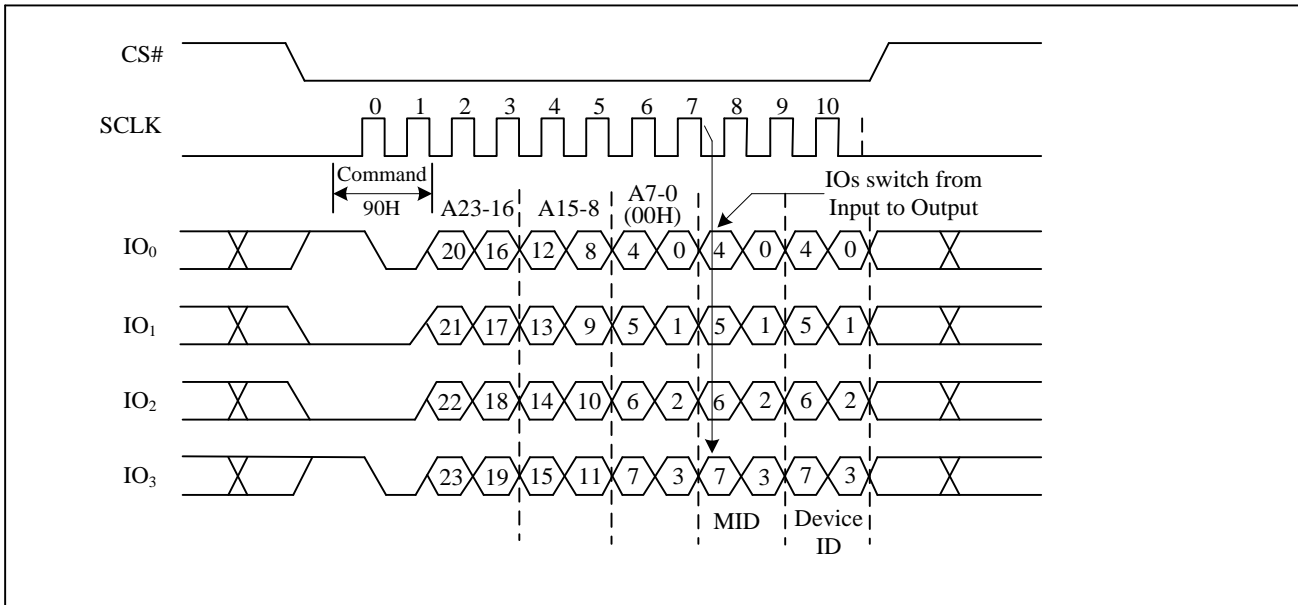 CS#
0 1 2 3 4 5 6 7 8 9 10
SCLK
Command
90H
A23-16
A15-8
A7-0
(00H)
IOs switch from
Input to Output
IO0 20 16 12 8 4 0 4 0 4 0
IO1 21 17 13 9 5 1 5 1 5 1
IO2 22 18 14 10 6 2 6 2 6 2
IO3 23 19 15 11 7 3 7 3 7 3
MID
Device
ID